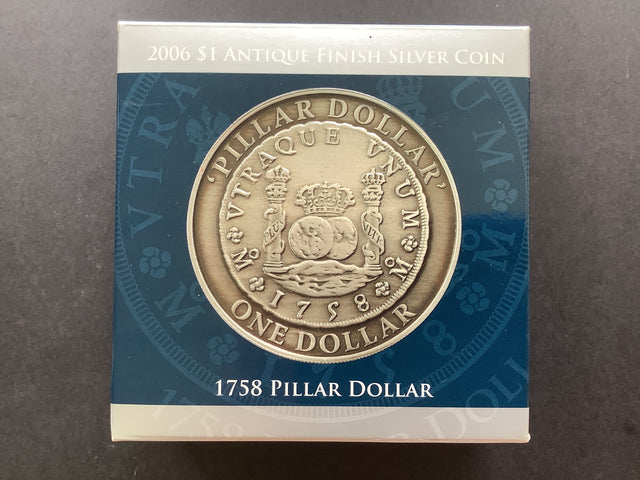 2006 $1 ANTIQUE FINISH SILVER COIN
'PILLAR DOLLAR'
VTRAQUE VNUM
M 1758 M
ONE DOLLAR
1758 PILLAR DOLLAR